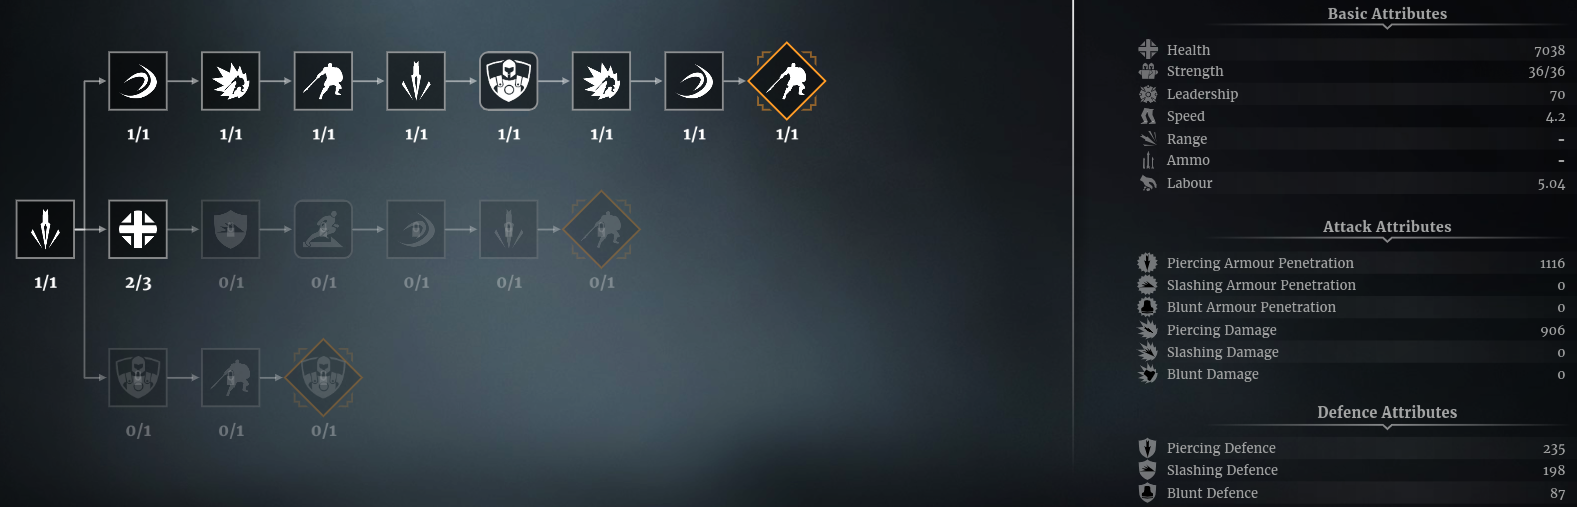 1/1 1/1 1/1 1/1 1/1 1/1 1/1 1/1
1/1 2/3 0/1 0/1 0/1 0/1 0/1
0/1 0/1 0/1
Basic Attributes
Health 7038
Strength 36/36
Leadership 70
Speed 4.2
Range -
Ammo -
Labour 5.04
Attack Attributes
Piercing Armour Penetration 1116
Slashing Armour Penetration 0
Blunt Armour Penetration 0
Piercing Damage 906
Slashing Damage 0
Blunt Damage 0
Defence Attributes
Piercing Defence 235
Slashing Defence 198
Blunt Defence 87